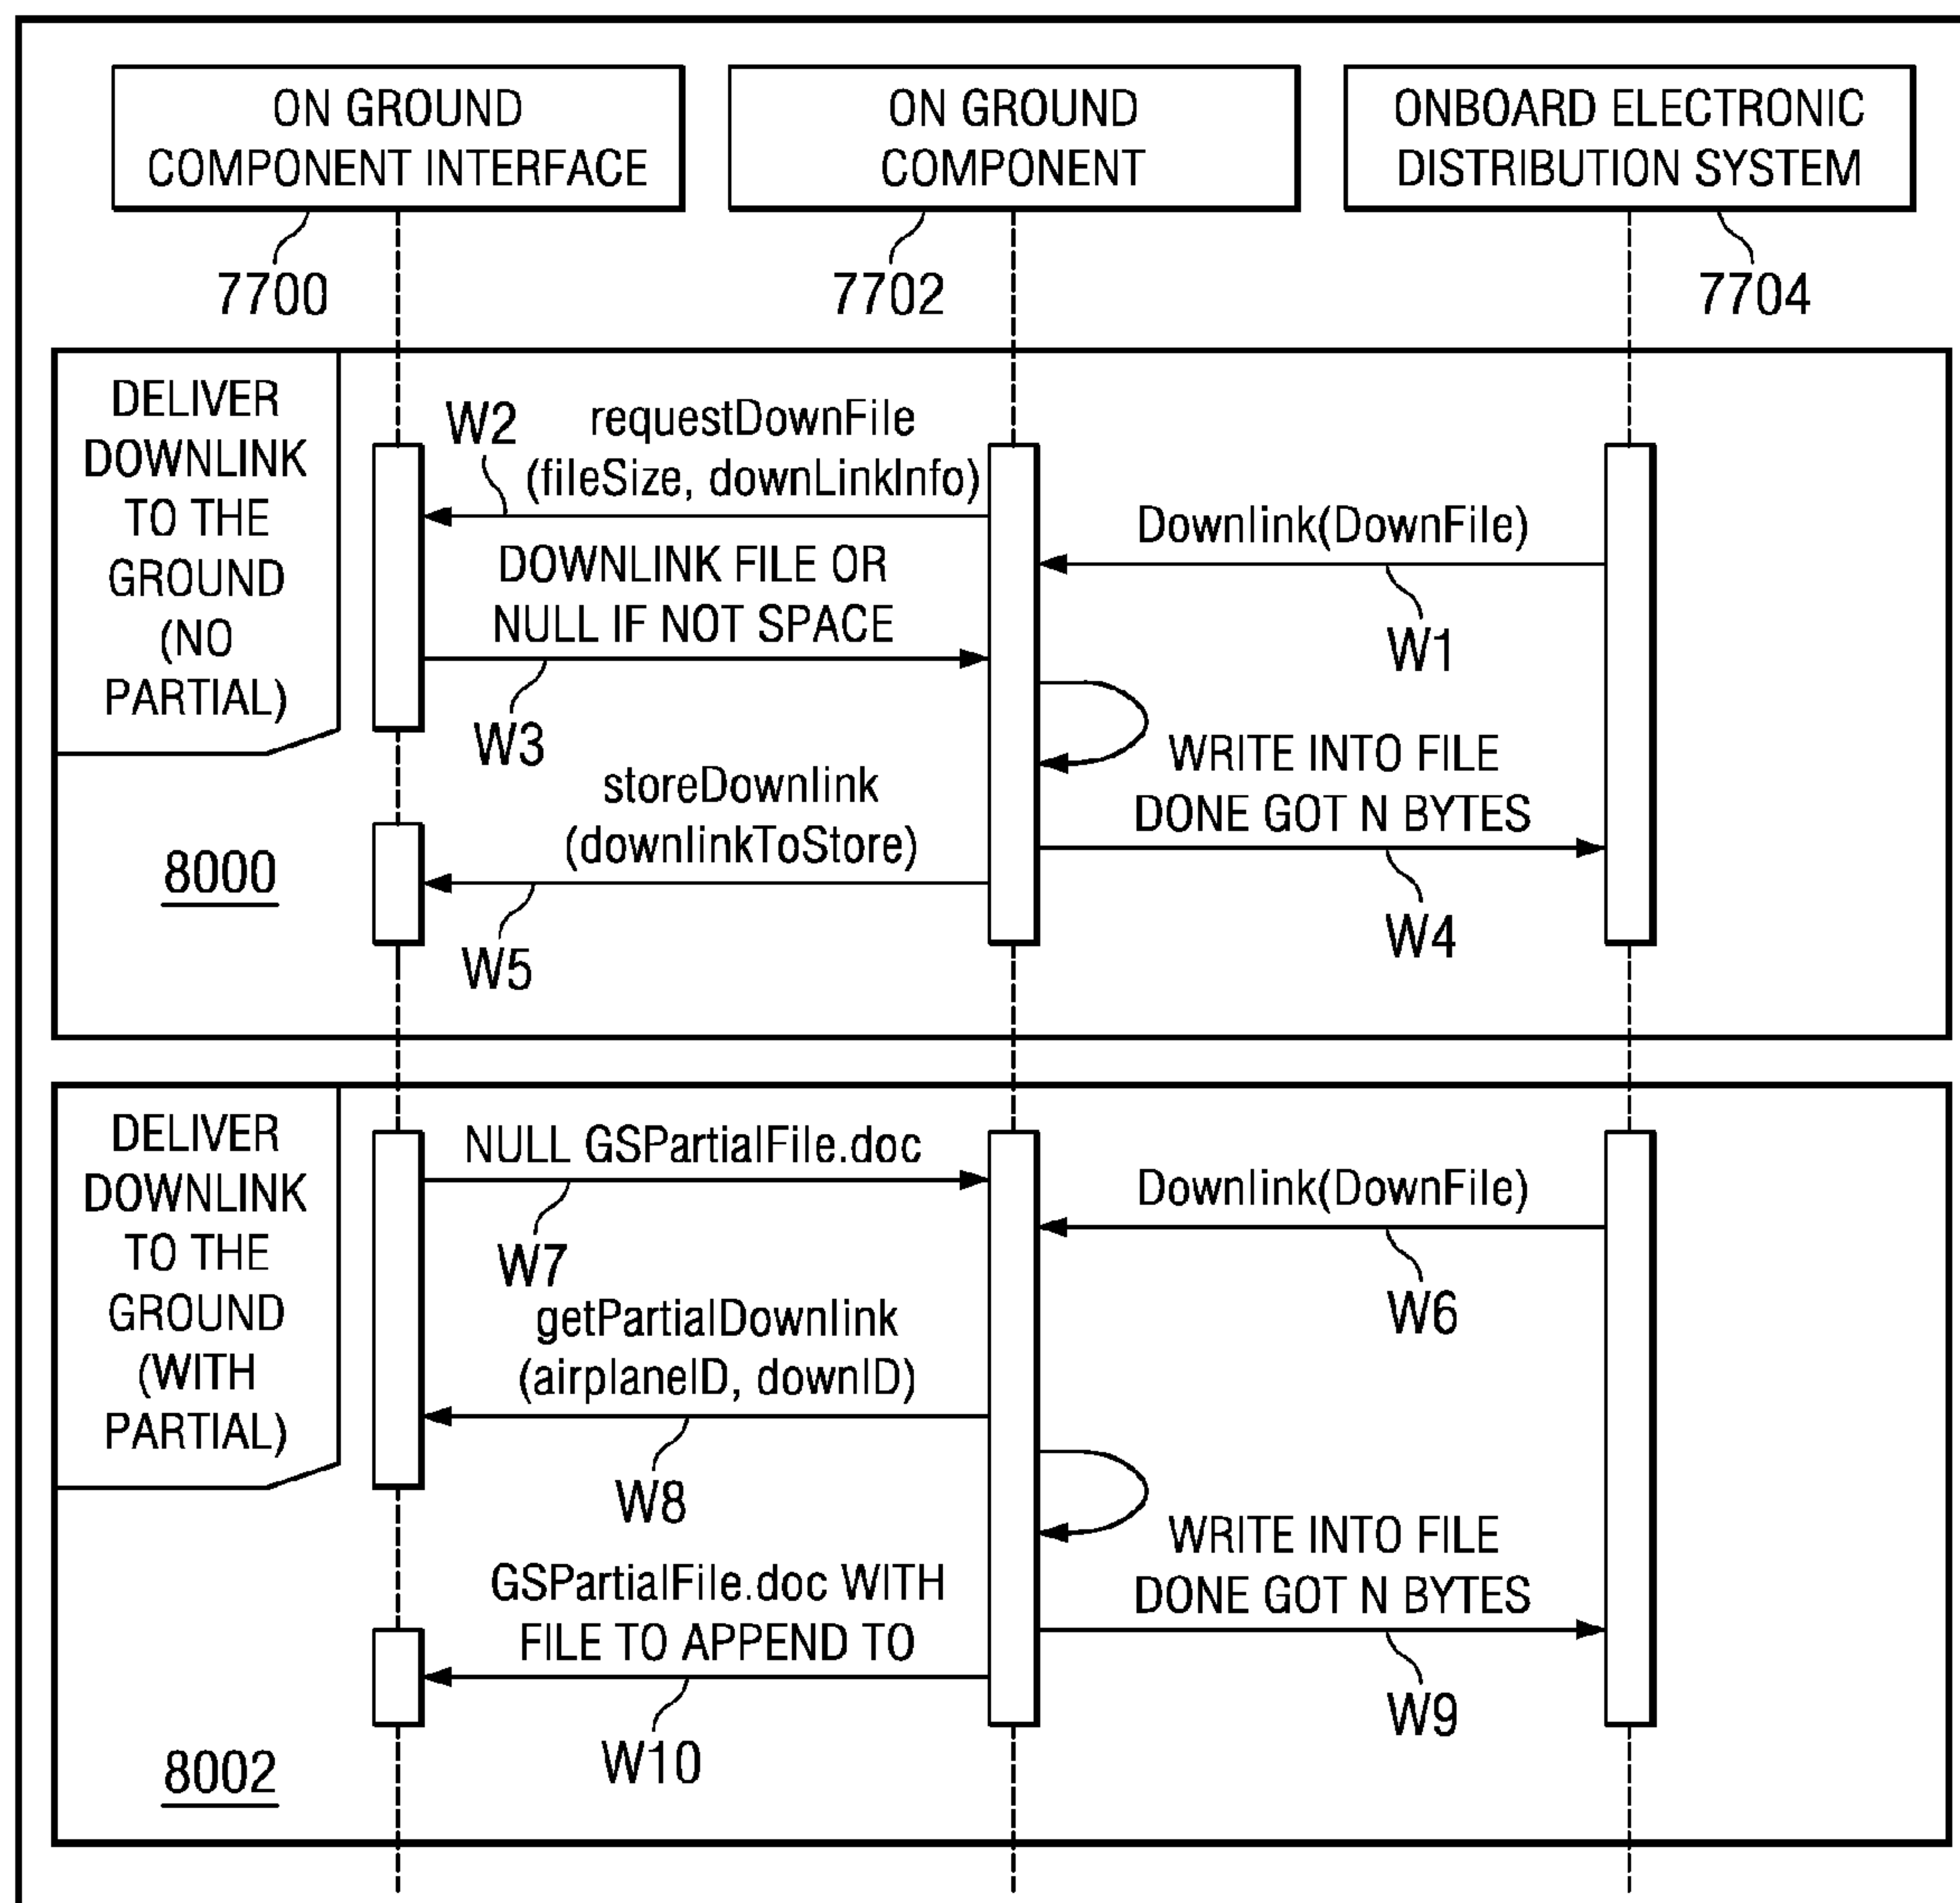 ON GROUND
COMPONENT INTERFACE
ON GROUND
COMPONENT
ONBOARD ELECTRONIC
DISTRIBUTION SYSTEM
7700
7702
7704
DELIVER
DOWNLINK
TO THE
GROUND
(NO
PARTIAL)
8000
W2
requestDownFile
(fileSize, downLinkInfo)
Downlink(DownFile)
W1
DOWNLINK FILE OR
NULL IF NOT SPACE
W3
WRITE INTO FILE
DONE GOT N BYTES
W4
storeDownlink
(downlinkToStore)
W5
DELIVER
DOWNLINK
TO THE
GROUND
(WITH
PARTIAL)
8002
NULL GSPartialFile.doc
W7
Downlink(DownFile)
W6
getPartialDownlink
(airplaneID, downID)
W8
WRITE INTO FILE
DONE GOT N BYTES
W9
GSPartialFile.doc WITH
FILE TO APPEND TO
W10